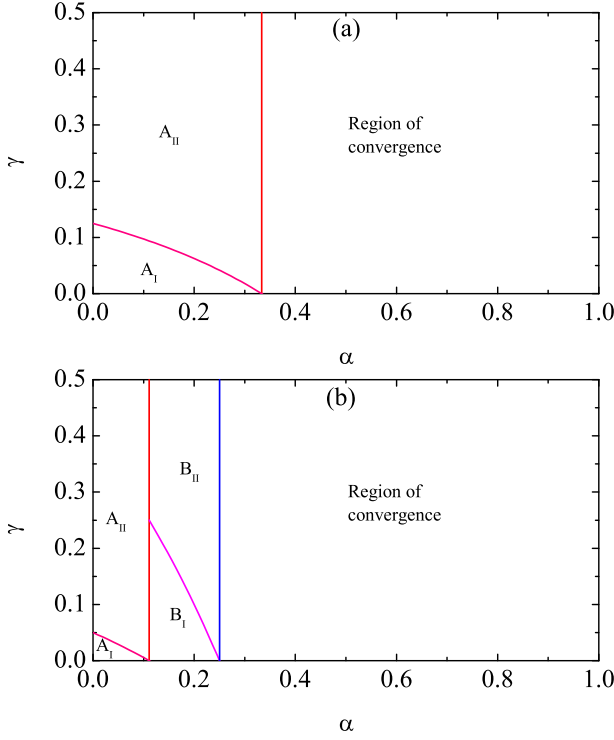 (a)
0.5
0.4
0.3
0.2
0.1
0.0
γ
A_II
A_I
Region of
convergence
0.0 0.2 0.4 0.6 0.8 1.0
α
(b)
0.5
0.4
0.3
0.2
0.1
0.0
γ
B_II
A_II
B_I
A_I
Region of
convergence
0.0 0.2 0.4 0.6 0.8 1.0
α